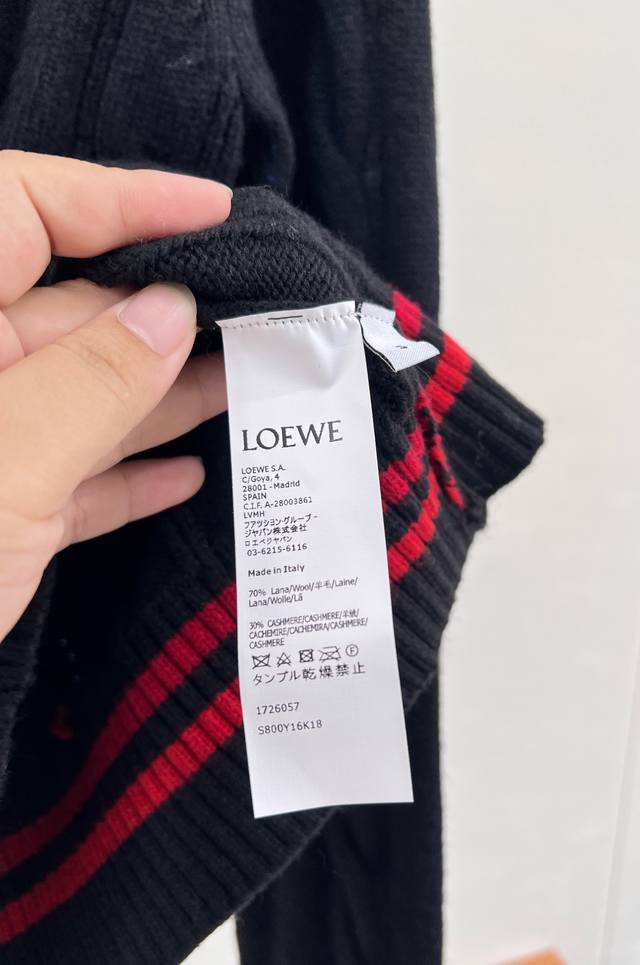 LOEWE
LOEWE S.A.
C/Goya, 4
28001 - Madrid
SPAIN
C.I.F. A-28003861
LVMH
ファッション・グループ・
ジャパン株式会社
ロエベジャパン
03-6215-6116
Made in Italy
70% Lana/Wool/羊毛/Laine/
Lana/Wolle/Lã
30% CASHMERE/CASHMERE/羊绒/
CACHEMIRE/CACHEMIRA/CASHMERE/
CASHMERE
タンブル乾燥禁止
1726057
S800Y16K18